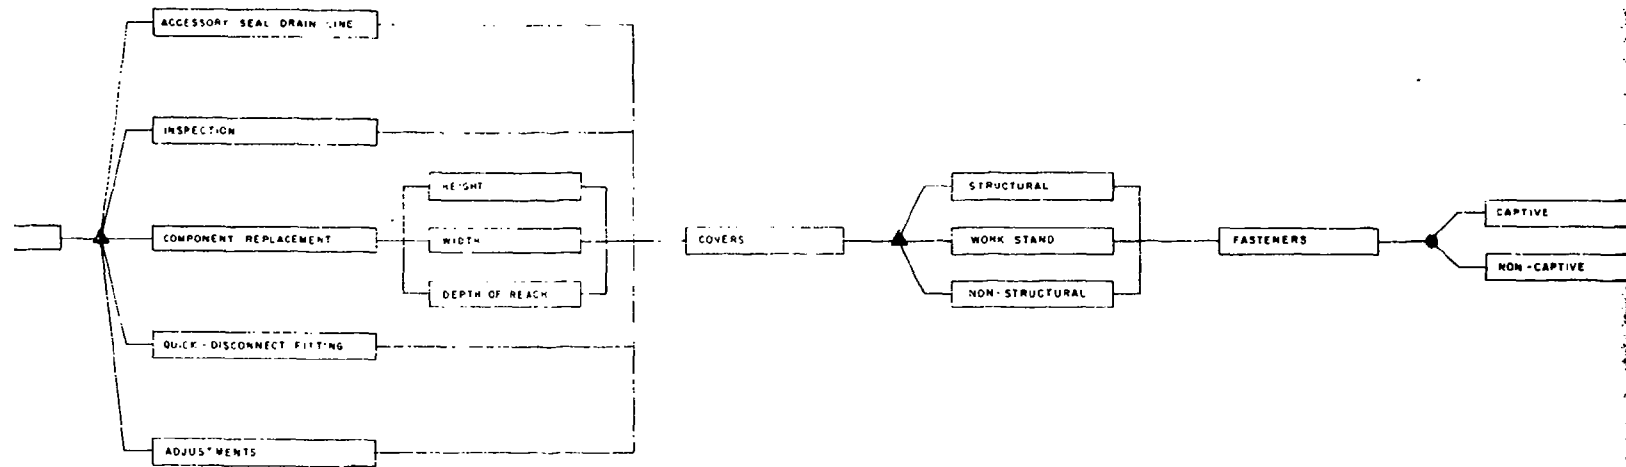 ACCESSORY SEAL DRAIN LINE
INSPECTION
COMPONENT REPLACEMENT
QUICK-DISCONNECT FITTING
ADJUSTMENTS
HEIGHT
WIDTH
DEPTH OF REACH
COVERS
STRUCTURAL
WORK STAND
NON-STRUCTURAL
FASTENERS
CAPTIVE
NON-CAPTIVE